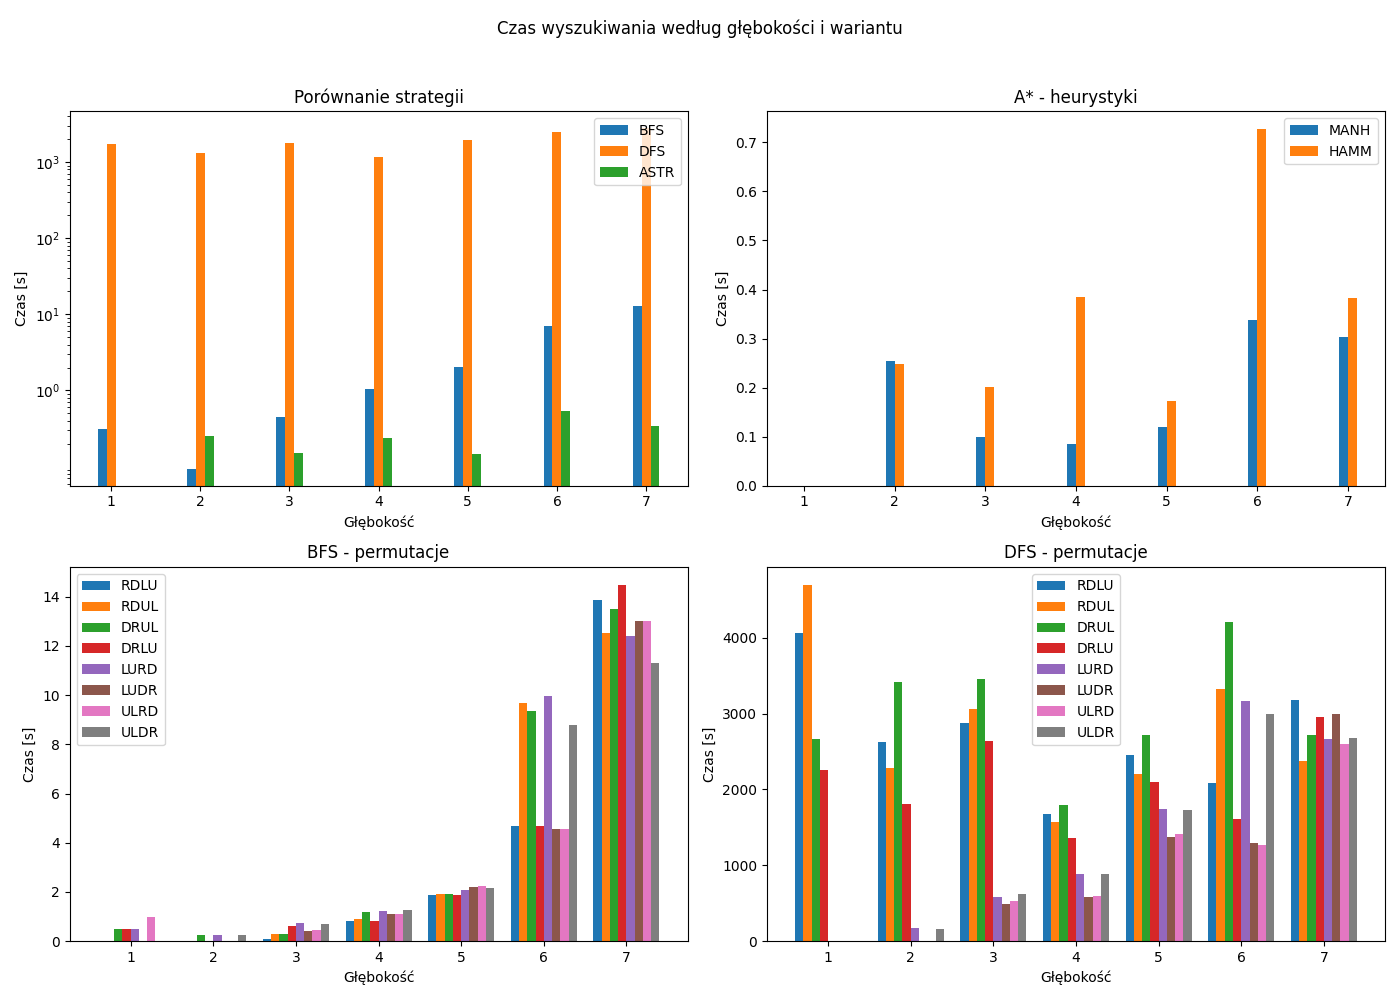 Czas wyszukiwania według głębokości i wariantu
Porównanie strategii
Czas [s]
10³
10²
10¹
10⁰
BFS
DFS
ASTR
1 2 3 4 5 6 7
Głębokość
A* - heurystyki
Czas [s]
0.7
0.6
0.5
0.4
0.3
0.2
0.1
0.0
MANH
HAMM
1 2 3 4 5 6 7
Głębokość
BFS - permutacje
Czas [s]
14
12
10
8
6
4
2
0
RDLU
RDUL
DRUL
DRLU
LURD
LUDR
ULRD
ULDR
1 2 3 4 5 6 7
Głębokość
DFS - permutacje
Czas [s]
4000
3000
2000
1000
0
RDLU
RDUL
DRUL
DRLU
LURD
LUDR
ULRD
ULDR
1 2 3 4 5 6 7
Głębokość